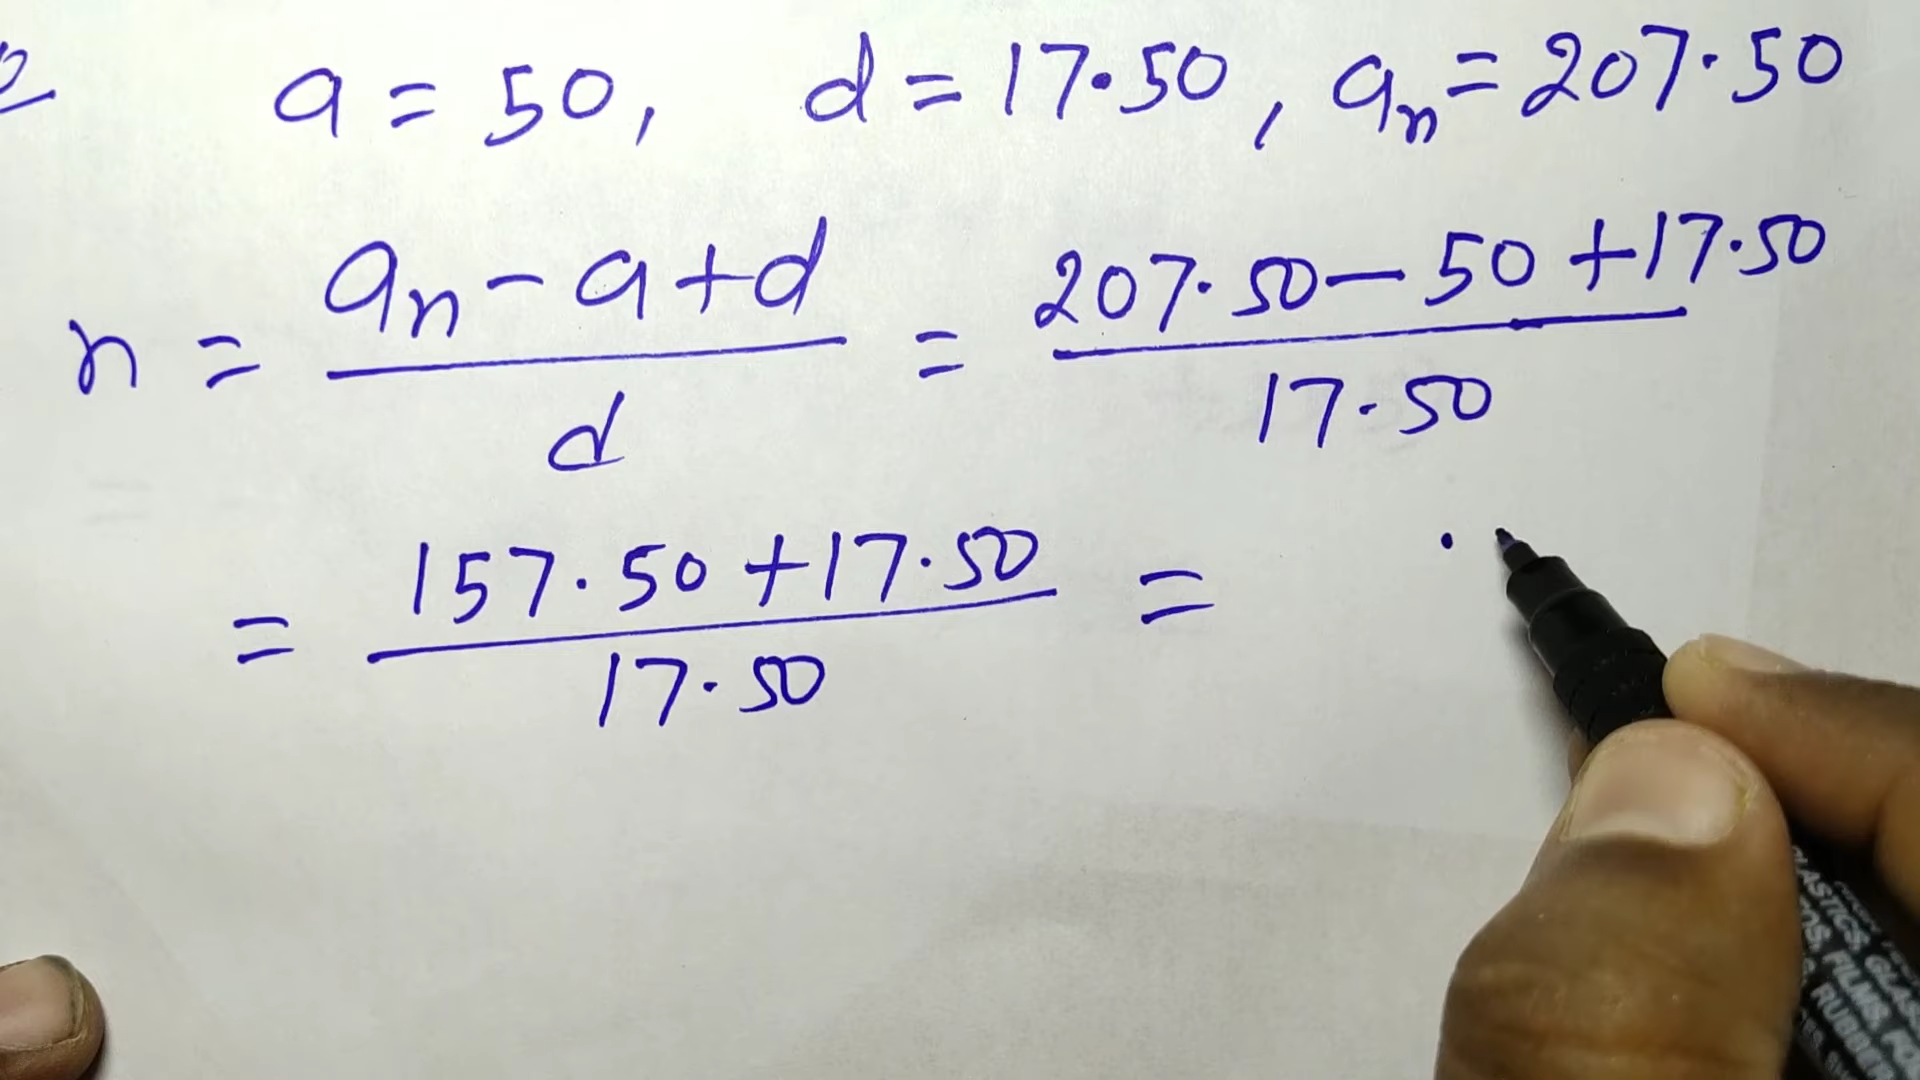 a = 50, d = 17.50, aₙ = 207.50
n = (aₙ - a + d)/d = (207.50 - 50 + 17.50)/17.50
= (157.50 + 17.50)/17.50 = .